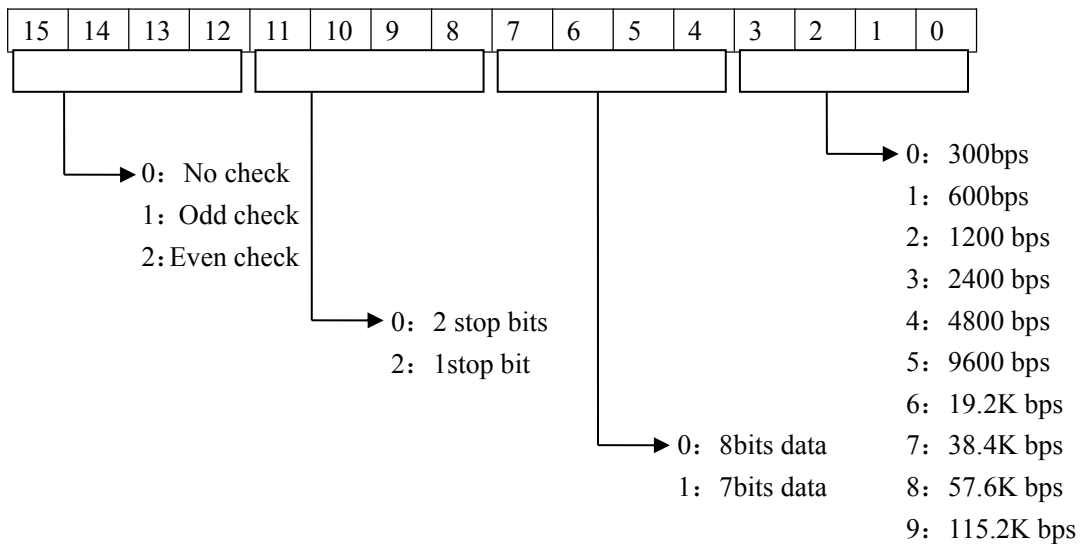 15 14 13 12 11 10 9 8 7 6 5 4 3 2 1 0
0： No check
1： Odd check
2：Even check
0： 2 stop bits
2： 1stop bit
0： 8bits data
1： 7bits data
0： 300bps
1： 600bps
2： 1200 bps
3： 2400 bps
4： 4800 bps
5： 9600 bps
6： 19.2K bps
7： 38.4K bps
8： 57.6K bps
9： 115.2K bps